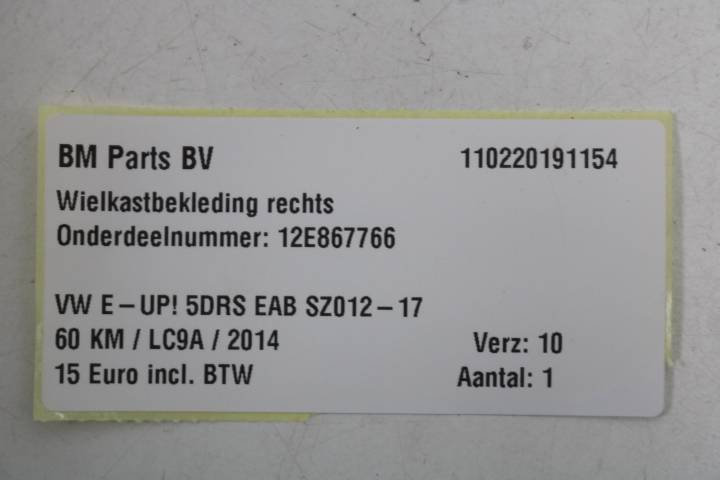 BM Parts BV 110220191154
Wielkastbekleding rechts
Onderdeelnummer: 12E867766
VW E-UP! 5DRS EAB SZ012-17
60 KM / LC9A / 2014 Verz: 10
15 Euro incl. BTW Aantal: 1